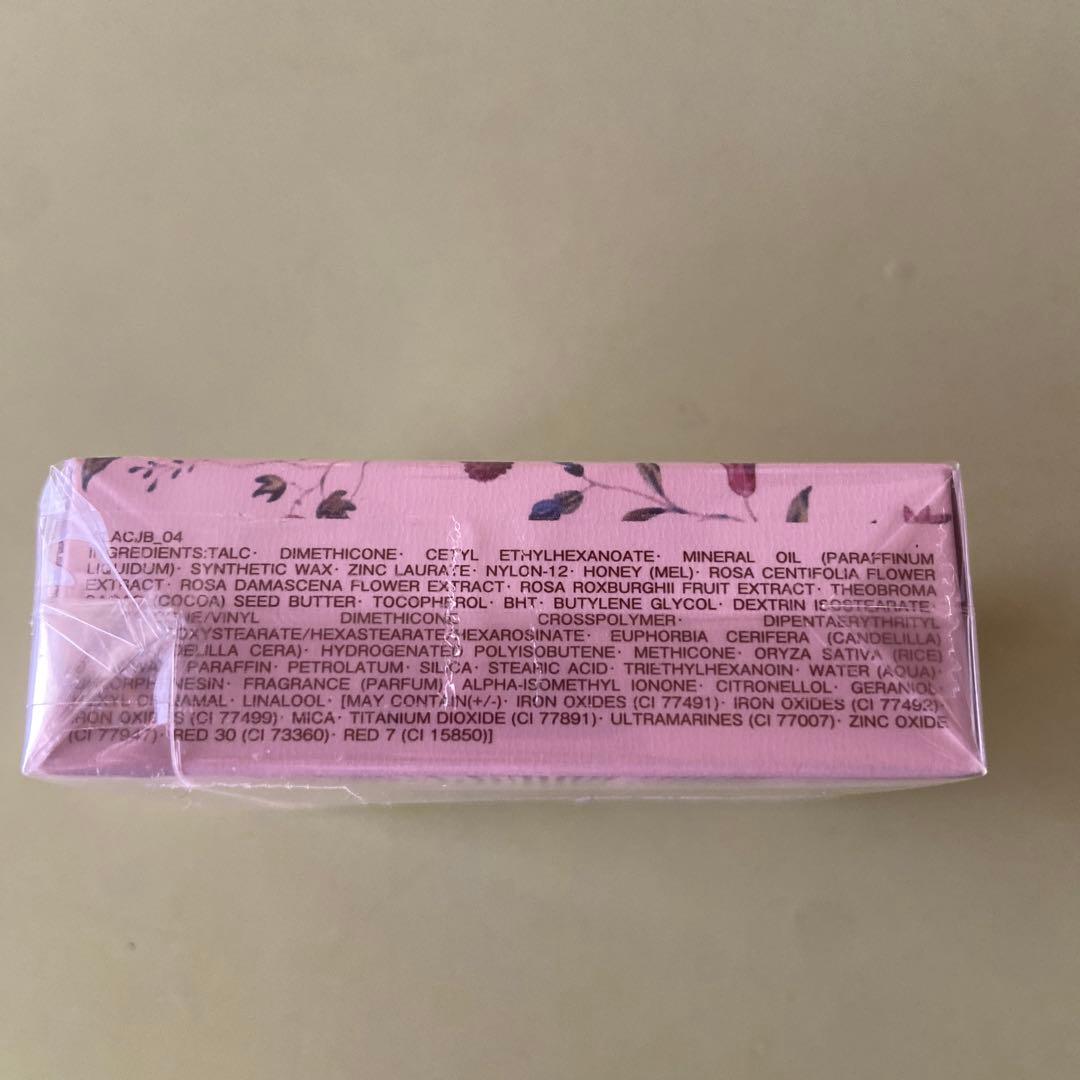 ACJB_04
INGREDIENTS:TALC· DIMETHICONE· CETYL ETHYLHEXANOATE· MINERAL OIL (PARAFFINUM
LIQUIDUM)· SYNTHETIC WAX· ZINC LAURATE· NYLON-12· HONEY (MEL)· ROSA CENTIFOLIA FLOWER
EXTRACT· ROSA DAMASCENA FLOWER EXTRACT· ROSA ROXBURGHII FRUIT EXTRACT· THEOBROMA
(COCOA) SEED BUTTER· TOCOPHEROL· BHT· BUTYLENE GLYCOL· DEXTRIN ISOSTEARATE·
DIMETHICONE CROSSPOLYMER· DIPENTAERYTHRITYL
EUPHORBIA CERIFERA (CANDELILLA)
CERA)· HYDROGENATED POLYISOBUTENE· METHICONE· ORYZA SATIVA (RICE)
PARAFFIN· PETROLATUM· SILICA· STEARIC ACID· TRIETHYLHEXANOIN· WATER (AQUA)·
FRAGRANCE (PARFUM)· ALPHA-ISOMETHYL IONONE· CITRONELLOL· GERANIOL·
LINALOOL· [MAY CONTAIN(+/-)· IRON OXIDES (CI 77491)· IRON OXIDES (CI 77492)·
IRON OXIDES (CI 77499)· MICA· TITANIUM DIOXIDE (CI 77891)· ULTRAMARINES (CI 77007)· ZINC OXIDE
(CI 77947)· RED 30 (CI 73360)· RED 7 (CI 15850)]